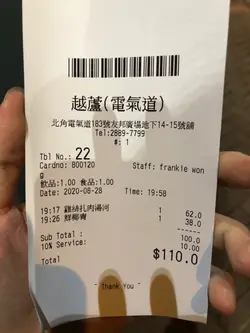 越蘆(電氣道)
北角電氣道183號友邦廣場地下14-15號舖
Tel:2889-7799
#: 1
Tbl No.: 22
Cardno: B00120 Staff: frankie won
g
飲品:1.00 食品:1.00
Date: 2020-08-28 Time: 19:58
19:17 雞絲扎肉湯河 1 62.0
19:26 鮮椰青 1 38.0
Sub Total : 100.0
10% Service: 10.00
Total $110.0
- Thank You -